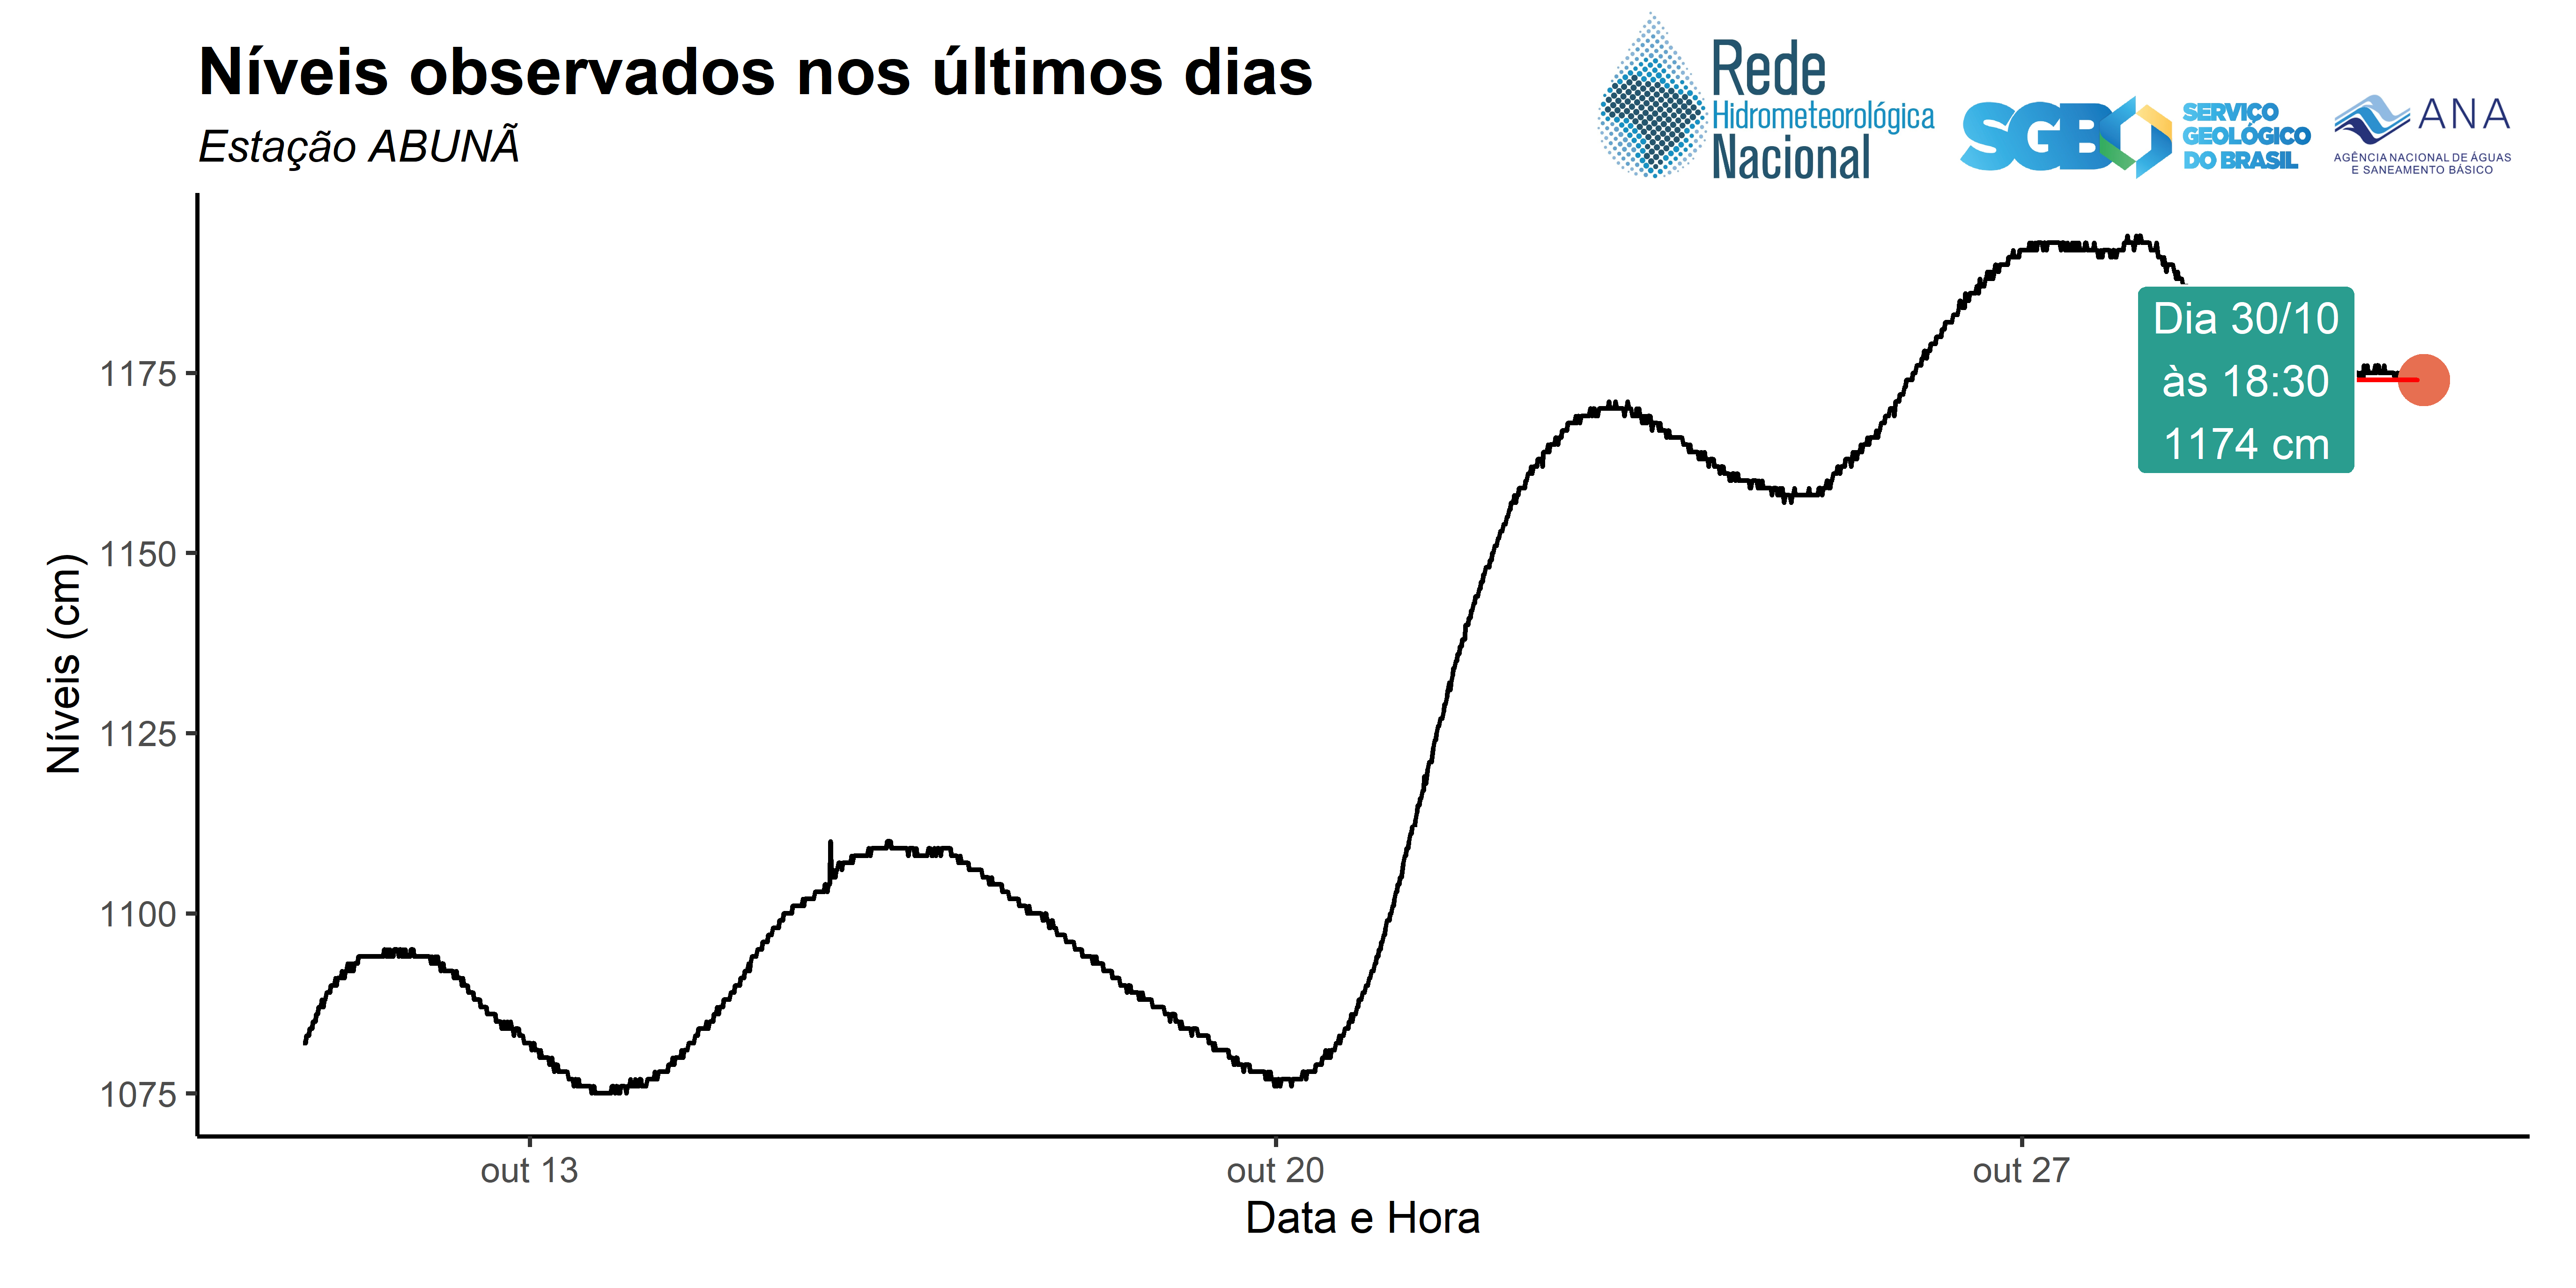 Níveis observados nos últimos dias
Estação ABUNÃ
Rede
Hidrometeorológica
Nacional
SGB
SERVIÇO
GEOLÓGICO
DO BRASIL
ANA
AGÊNCIA NACIONAL DE ÁGUAS
E SANEAMENTO BÁSICO
Níveis (cm)
1175
1150
1125
1100
1075
Dia 30/10
às 18:30
1174 cm
out 13
out 20
out 27
Data e Hora